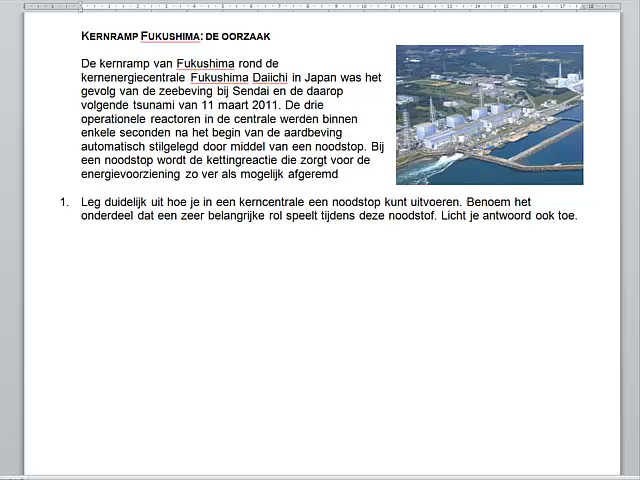 KERNRAMP FUKUSHIMA: DE OORZAAK
De kernramp van Fukushima rond de
kernenergiecentrale Fukushima Daiichi in Japan was het
gevolg van de zeebeving bij Sendai en de daarop
volgende tsunami van 11 maart 2011. De drie
operationele reactoren in de centrale werden binnen
enkele seconden na het begin van de aardbeving
automatisch stilgelegd door middel van een noodstop. Bij
een noodstop wordt de kettingreactie die zorgt voor de
energievoorziening zo ver als mogelijk afgeremd
1. Leg duidelijk uit hoe je in een kerncentrale een noodstop kunt uitvoeren. Benoem het
onderdeel dat een zeer belangrijke rol speelt tijdens deze noodstof. Licht je antwoord ook toe.